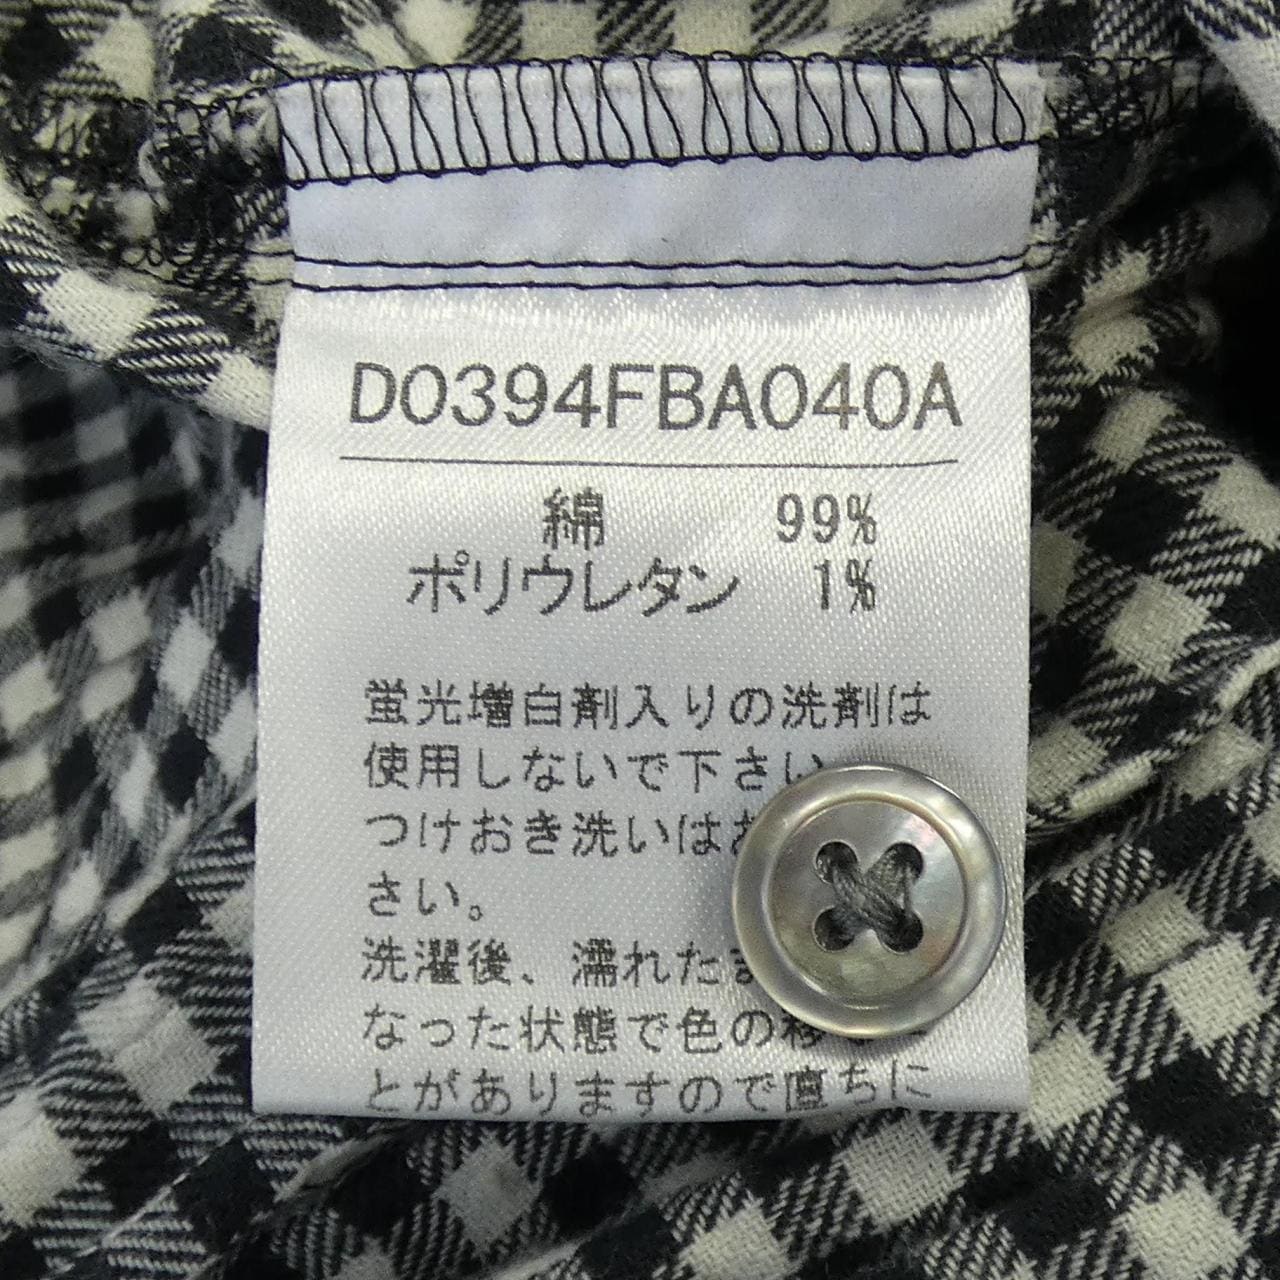 D0394FBA040A
綿 99%
ポリウレタン 1%
蛍光増白剤入りの洗剤は
使用しないで下さい
つけおき洗いはお
さい。
洗濯後、濡れたま
なった状態で色の移
とがありますので直ちに